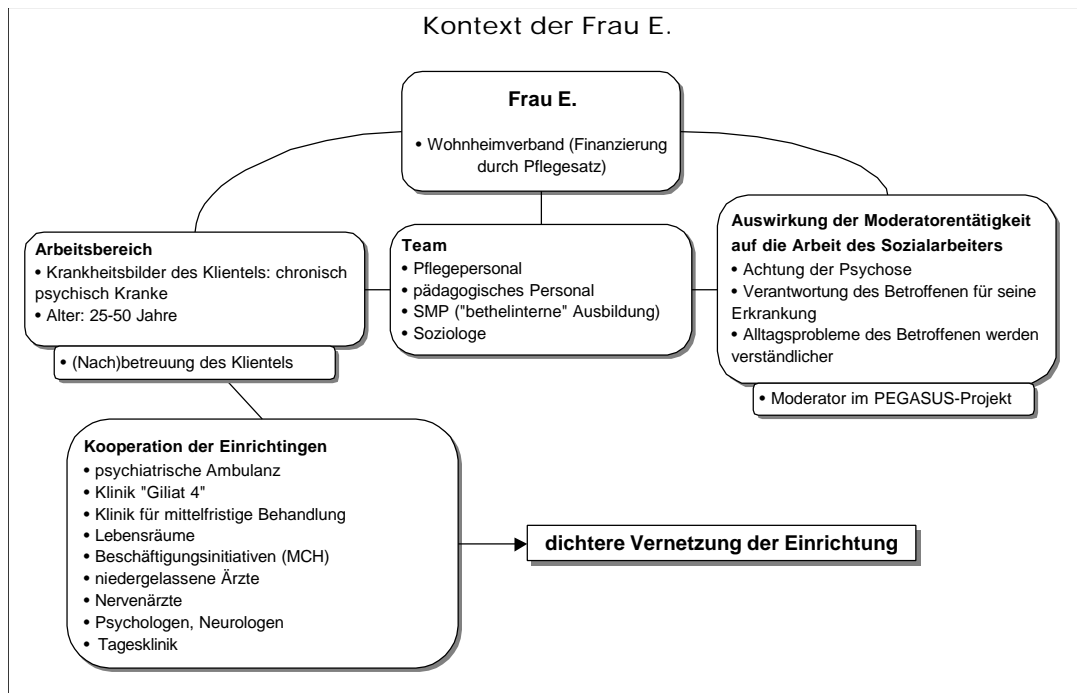 Kontext der Frau E.
Frau E.
• Wohnheimverband (Finanzierung
durch Pflegesatz)
Arbeitsbereich
• Krankheitsbilder des Klientels: chronisch
psychisch Kranke
• Alter: 25-50 Jahre
• (Nach)betreuung des Klientels
Team
• Pflegepersonal
• pädagogisches Personal
• SMP ("bethelinterne" Ausbildung)
• Soziologe
Auswirkung der Moderatorentätigkeit
auf die Arbeit des Sozialarbeiters
• Achtung der Psychose
• Verantwortung des Betroffenen für seine
Erkrankung
• Alltagsprobleme des Betroffenen werden
verständlicher
• Moderator im PEGASUS-Projekt
Kooperation der Einrichtingen
• psychiatrische Ambulanz
• Klinik "Giliat 4"
• Klinik für mittelfristige Behandlung
• Lebensräume
• Beschäftigungsinitiativen (MCH)
• niedergelassene Ärzte
• Nervenärzte
• Psychologen, Neurologen
• Tagesklinik
dichtere Vernetzung der Einrichtung